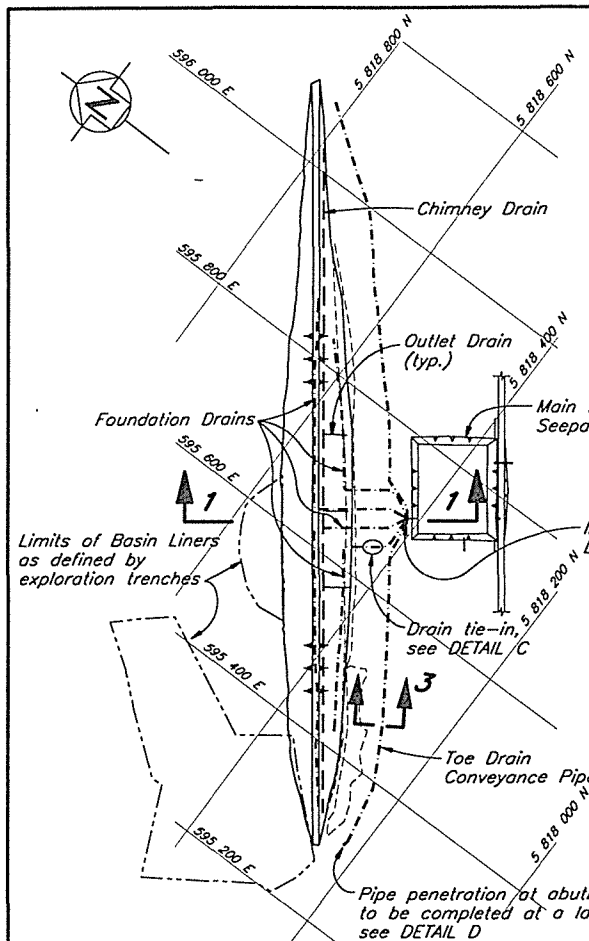 596 000 E
5 818 800 N
5 818 600 N
N
Chimney Drain
595 800 E
Outlet Drain
(typ.)
5 818 400 N
Main
Seepa
Foundation Drains
595 600 E
1
1
Limits of Basin Liners
as defined by
exploration trenches
5 818 200 N
Drain tie-in,
see DETAIL C
595 400 E
3
Toe Drain
Conveyance Pipe
5 818 000 N
595 200 E
Pipe penetration at abut
to be completed at a la
see DETAIL D